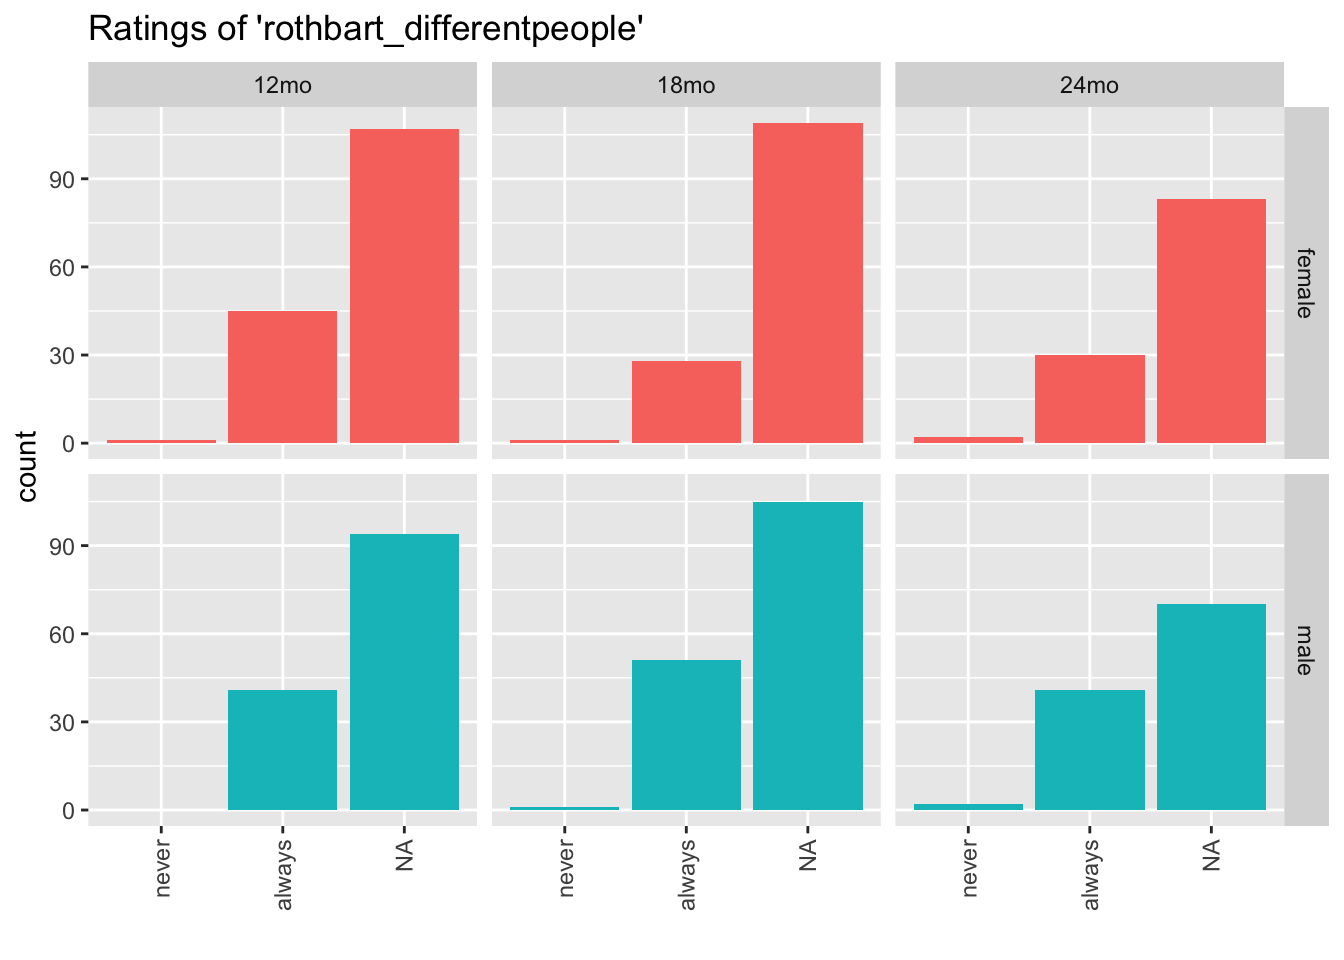 Ratings of 'rothbart_differentpeople'
12mo 18mo 24mo
90
60
30
0
female
count
90
60
30
0
male
never always NA never always NA never always NA